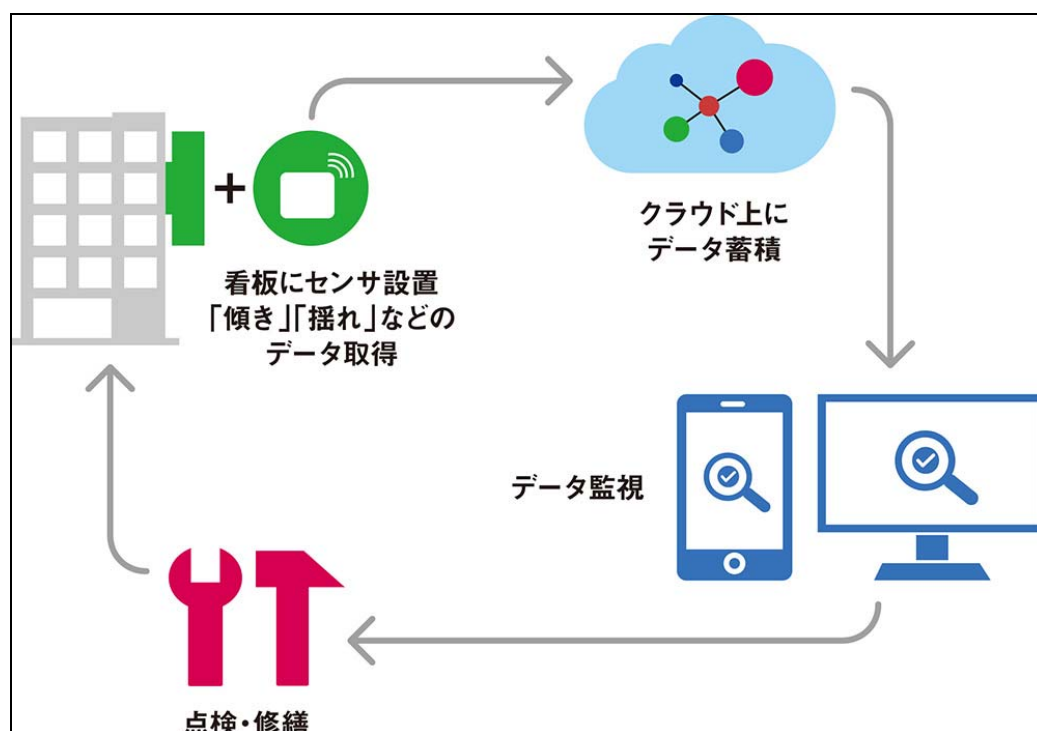 看板にセンサ設置
「傾き」「揺れ」などの
データ取得
クラウド上に
データ蓄積
データ監視
点検・修繕